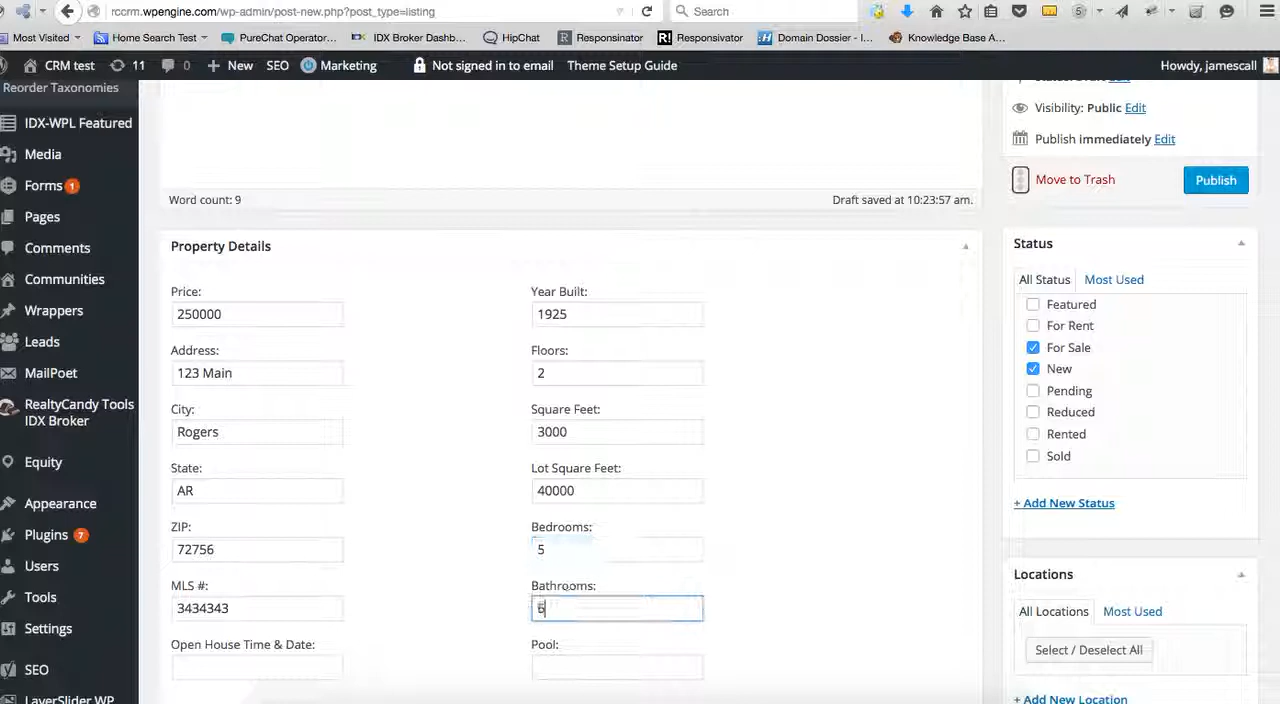 rccrm.wpengine.com/wp-admin/post-new.php?post_type=listing
Search
5
Most Visited
Home Search Test
PureChat Operator...
IDX Broker Dashb...
HipChat
Responsinator
Responsivator
Domain Dossier - I...
Knowledge Base A...
CRM test
11
0
New
SEO
Marketing
Not signed in to email
Theme Setup Guide
Howdy, jamescall
Reorder Taxonomies
IDX-WPL Featured
Media
Forms 1
Pages
Comments
Communities
Wrappers
Leads
MailPoet
RealtyCandy Tools
IDX Broker
Equity
Appearance
Plugins 7
Users
Tools
Settings
SEO
LayerSlider WP
Word count: 9
Draft saved at 10:23:57 am.
Property Details
Price:
250000
Address:
123 Main
City:
Rogers
State:
AR
ZIP:
72756
MLS #:
3434343
Open House Time & Date:
Year Built:
1925
Floors:
2
Square Feet:
3000
Lot Square Feet:
40000
Bedrooms:
5
Bathrooms:
Pool:
Visibility: Public Edit
Publish immediately Edit
Move to Trash
Publish
Status
All Status
Most Used
Featured
For Rent
For Sale
New
Pending
Reduced
Rented
Sold
+ Add New Status
Locations
All Locations
Most Used
Select / Deselect All
+ Add New Location